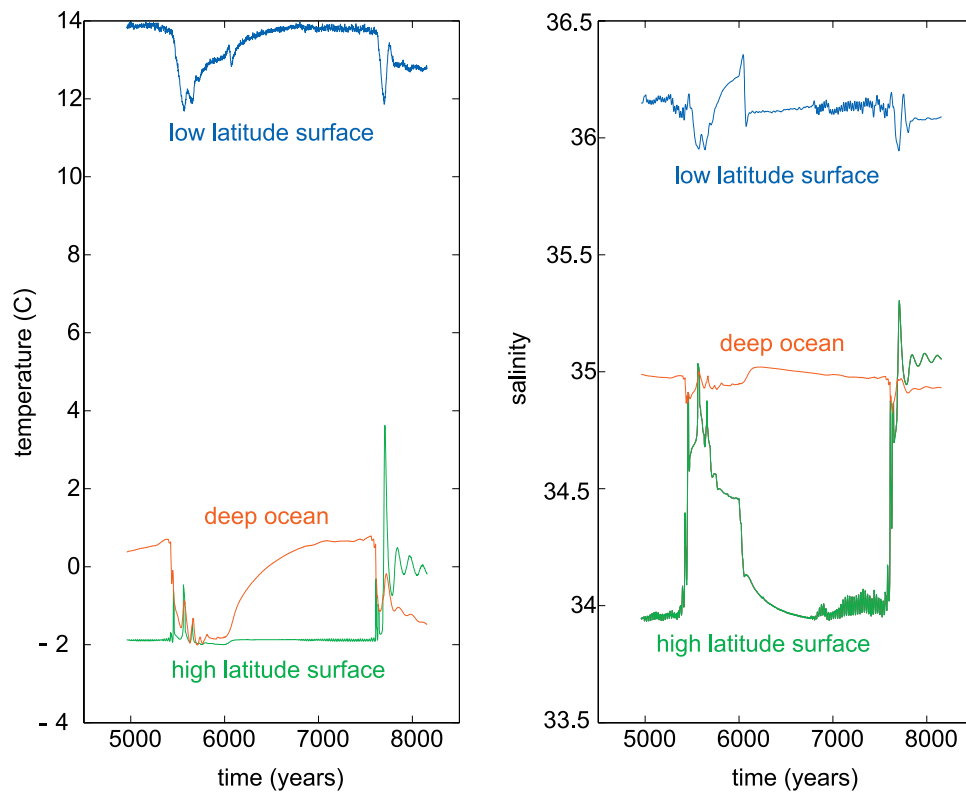 14
12
10
8
6
4
2
0
- 2
- 4
temperature (C)
low latitude surface
deep ocean
high latitude surface
5000 6000 7000 8000
time (years)
36.5
36
35.5
35
34.5
34
33.5
salinity
low latitude surface
deep ocean
high latitude surface
5000 6000 7000 8000
time (years)